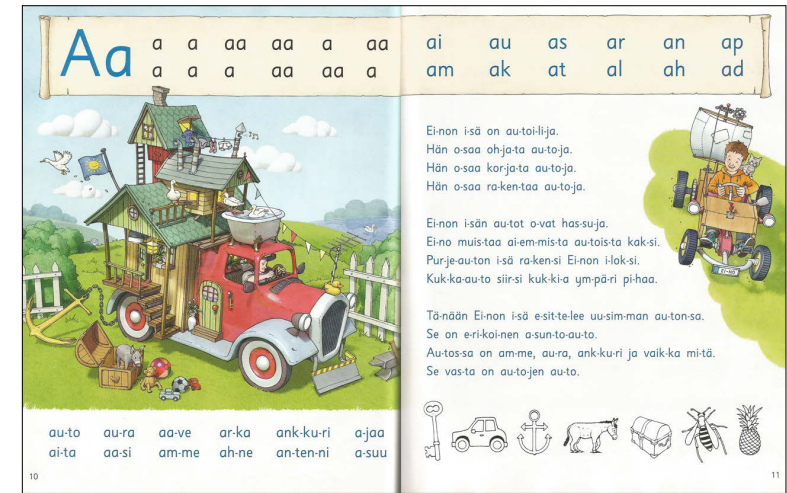 Aa
a a aa aa a aa
a a a aa aa a
au-to au-ra aa-ve ar-ka ank-ku-ri a-jaa
ai-ta aa-si am-me ah-ne an-ten-ni a-suu
10
ai au as ar an ap
am ak at al ah ad
Ei-non i-sä on au-toi-li-ja.
Hän o-saa oh-ja-ta au-to-ja.
Hän o-saa kor-ja-ta au-to-ja.
Hän o-saa ra-ken-taa au-to-ja.
Ei-non i-sän au-tot o-vat has-su-ja.
Ei-no muis-taa ai-em-mis-ta au-tois-ta kak-si.
Pur-je-au-ton i-sä ra-ken-si Ei-non i-lok-si.
Kuk-ka-au-to siir-si kuk-ki-a ym-pä-ri pi-haa.
EI-NO
Tä-nään Ei-non i-sä e-sit-te-lee uu-sim-man au-ton-sa.
Se on e-ri-koi-nen a-sun-to-au-to.
Au-tos-sa on am-me, au-ra, ank-ku-ri ja vaik-ka mi-tä.
Se vas-ta on au-to-jen au-to.
11